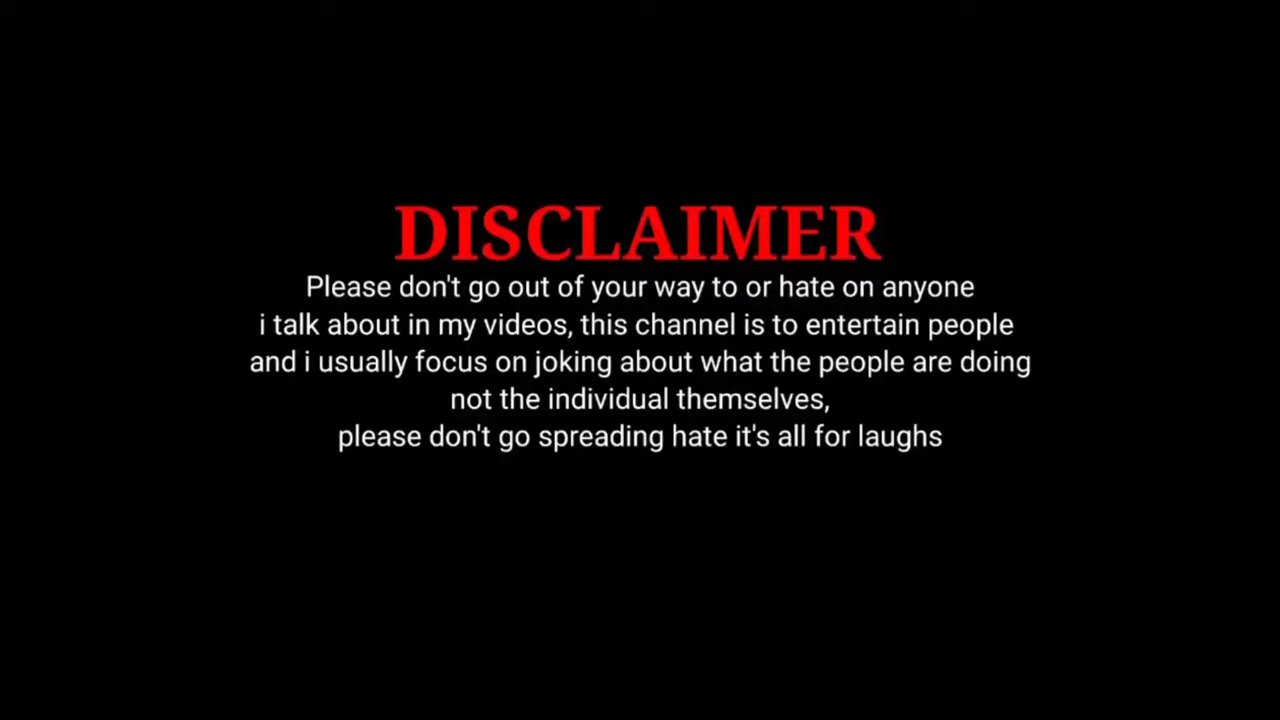 DISCLAIMER
Please don't go out of your way to or hate on anyone
i talk about in my videos, this channel is to entertain people
and i usually focus on joking about what the people are doing
not the individual themselves,
please don't go spreading hate it's all for laughs